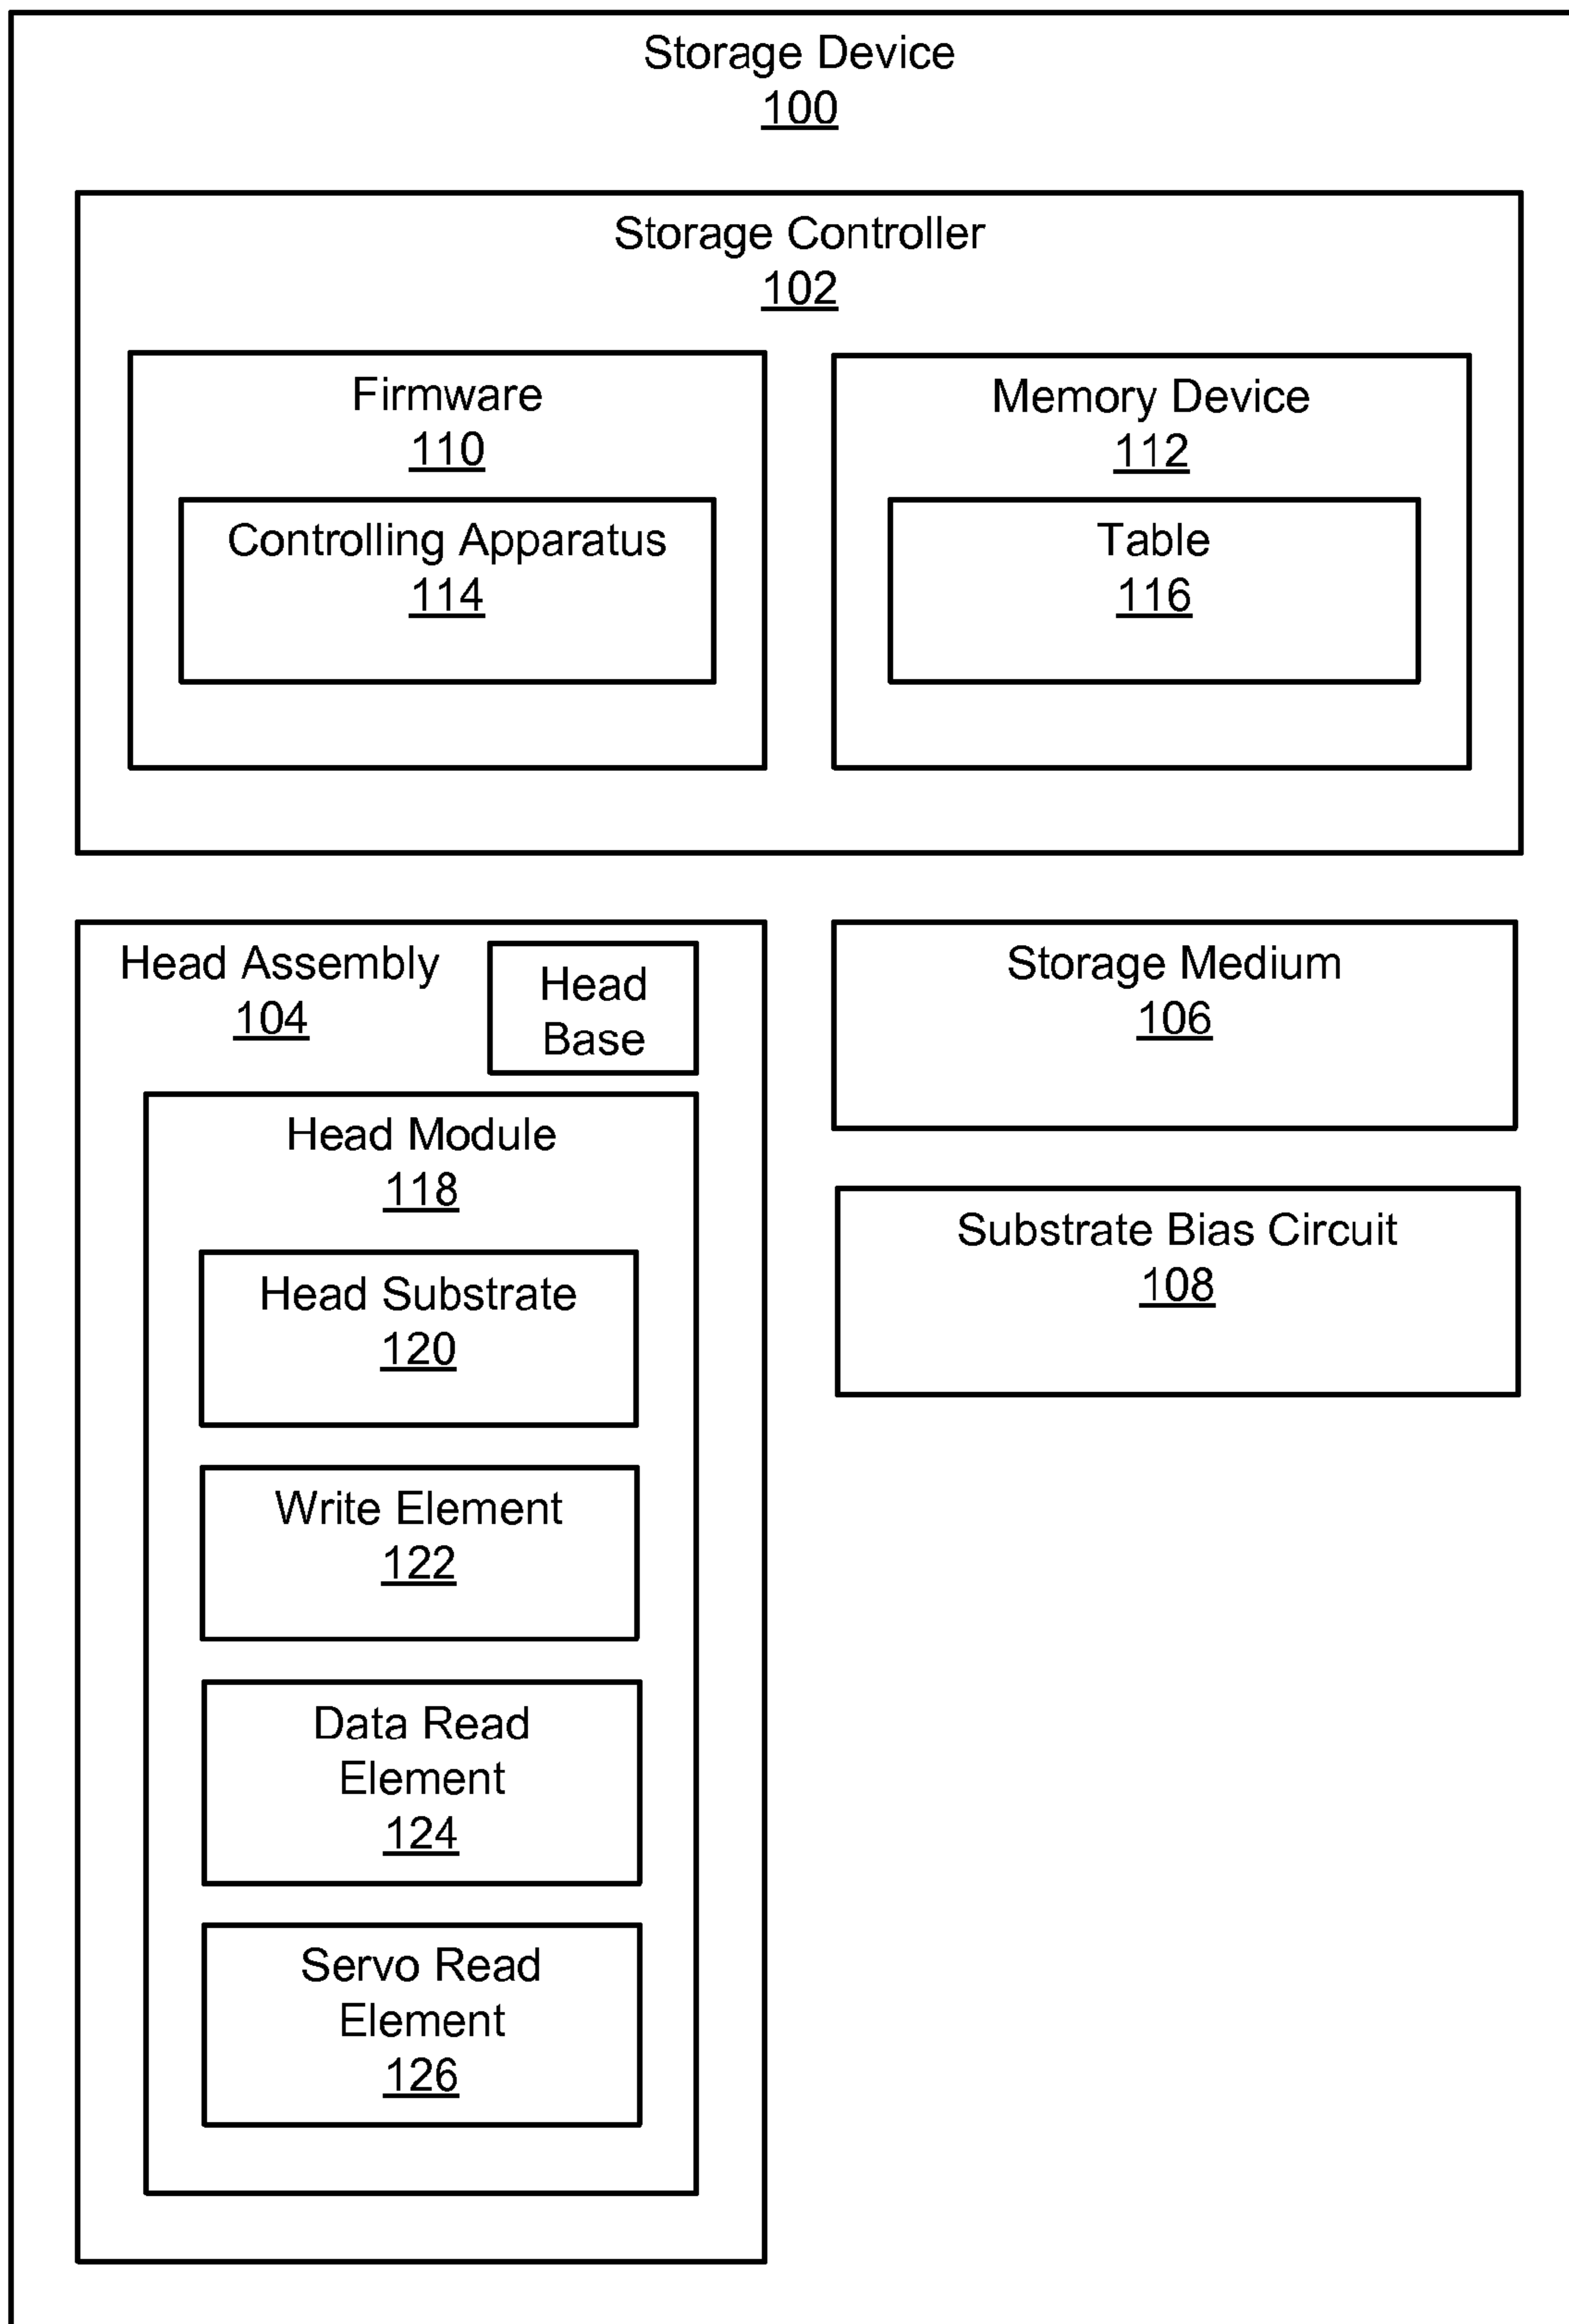 Storage Device
100
Storage Controller
102
Firmware
110
Controlling Apparatus
114
Memory Device
112
Table
116
Head Assembly
104
Head
Base
Head Module
118
Head Substrate
120
Write Element
122
Data Read
Element
124
Servo Read
Element
126
Storage Medium
106
Substrate Bias Circuit
108